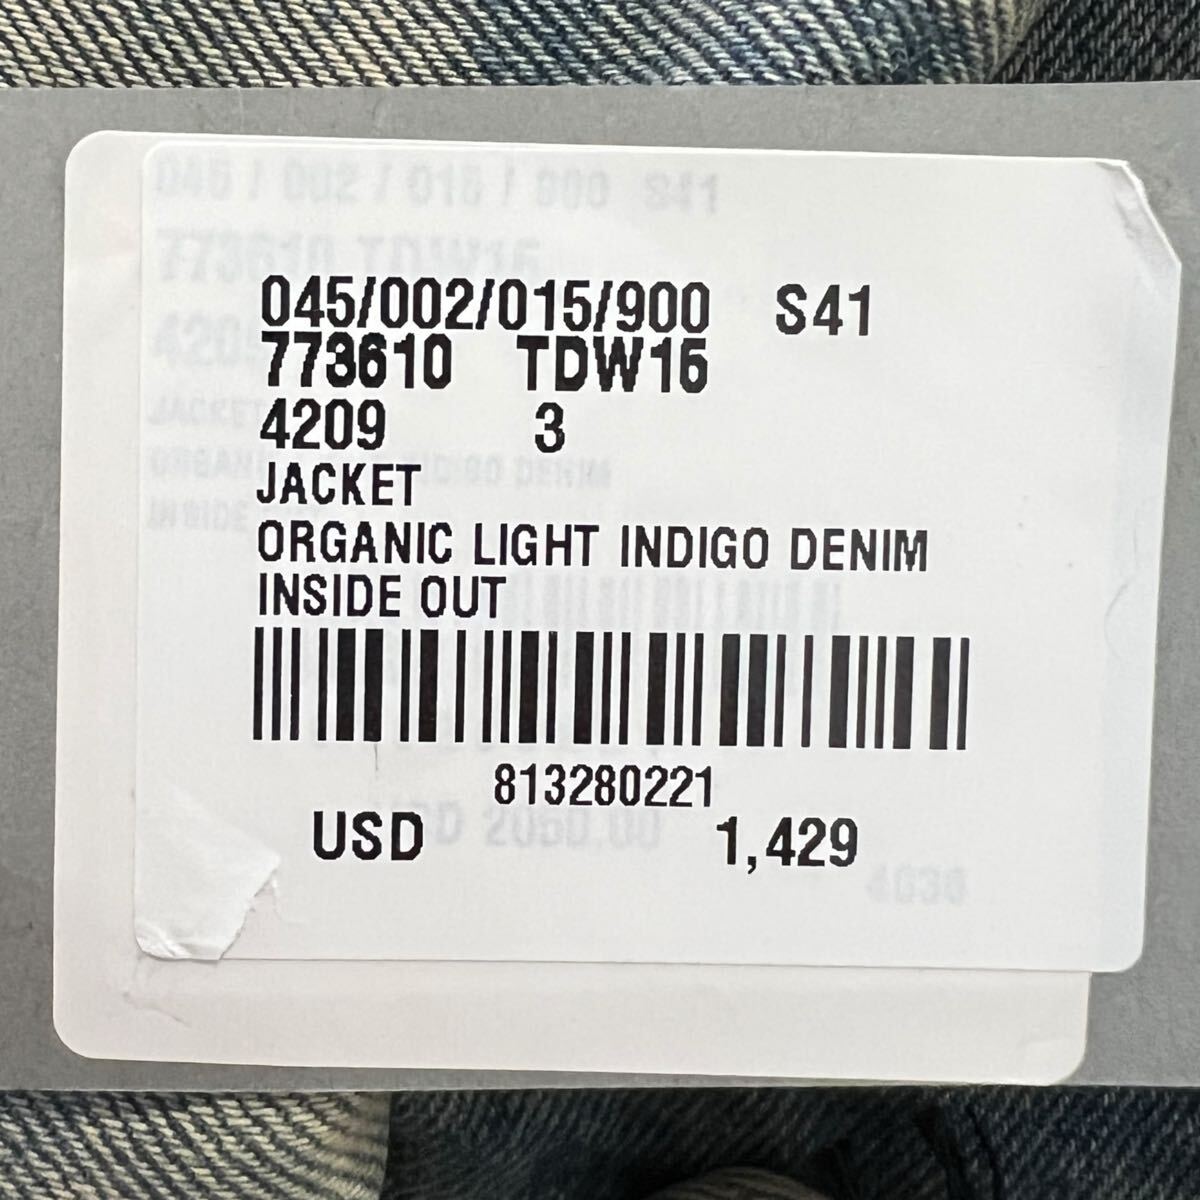 045/002/015/900 S41
773610 TDW16
4209 3
JACKET
ORGANIC LIGHT INDIGO DENIM
INSIDE OUT
813280221
USD 1,429